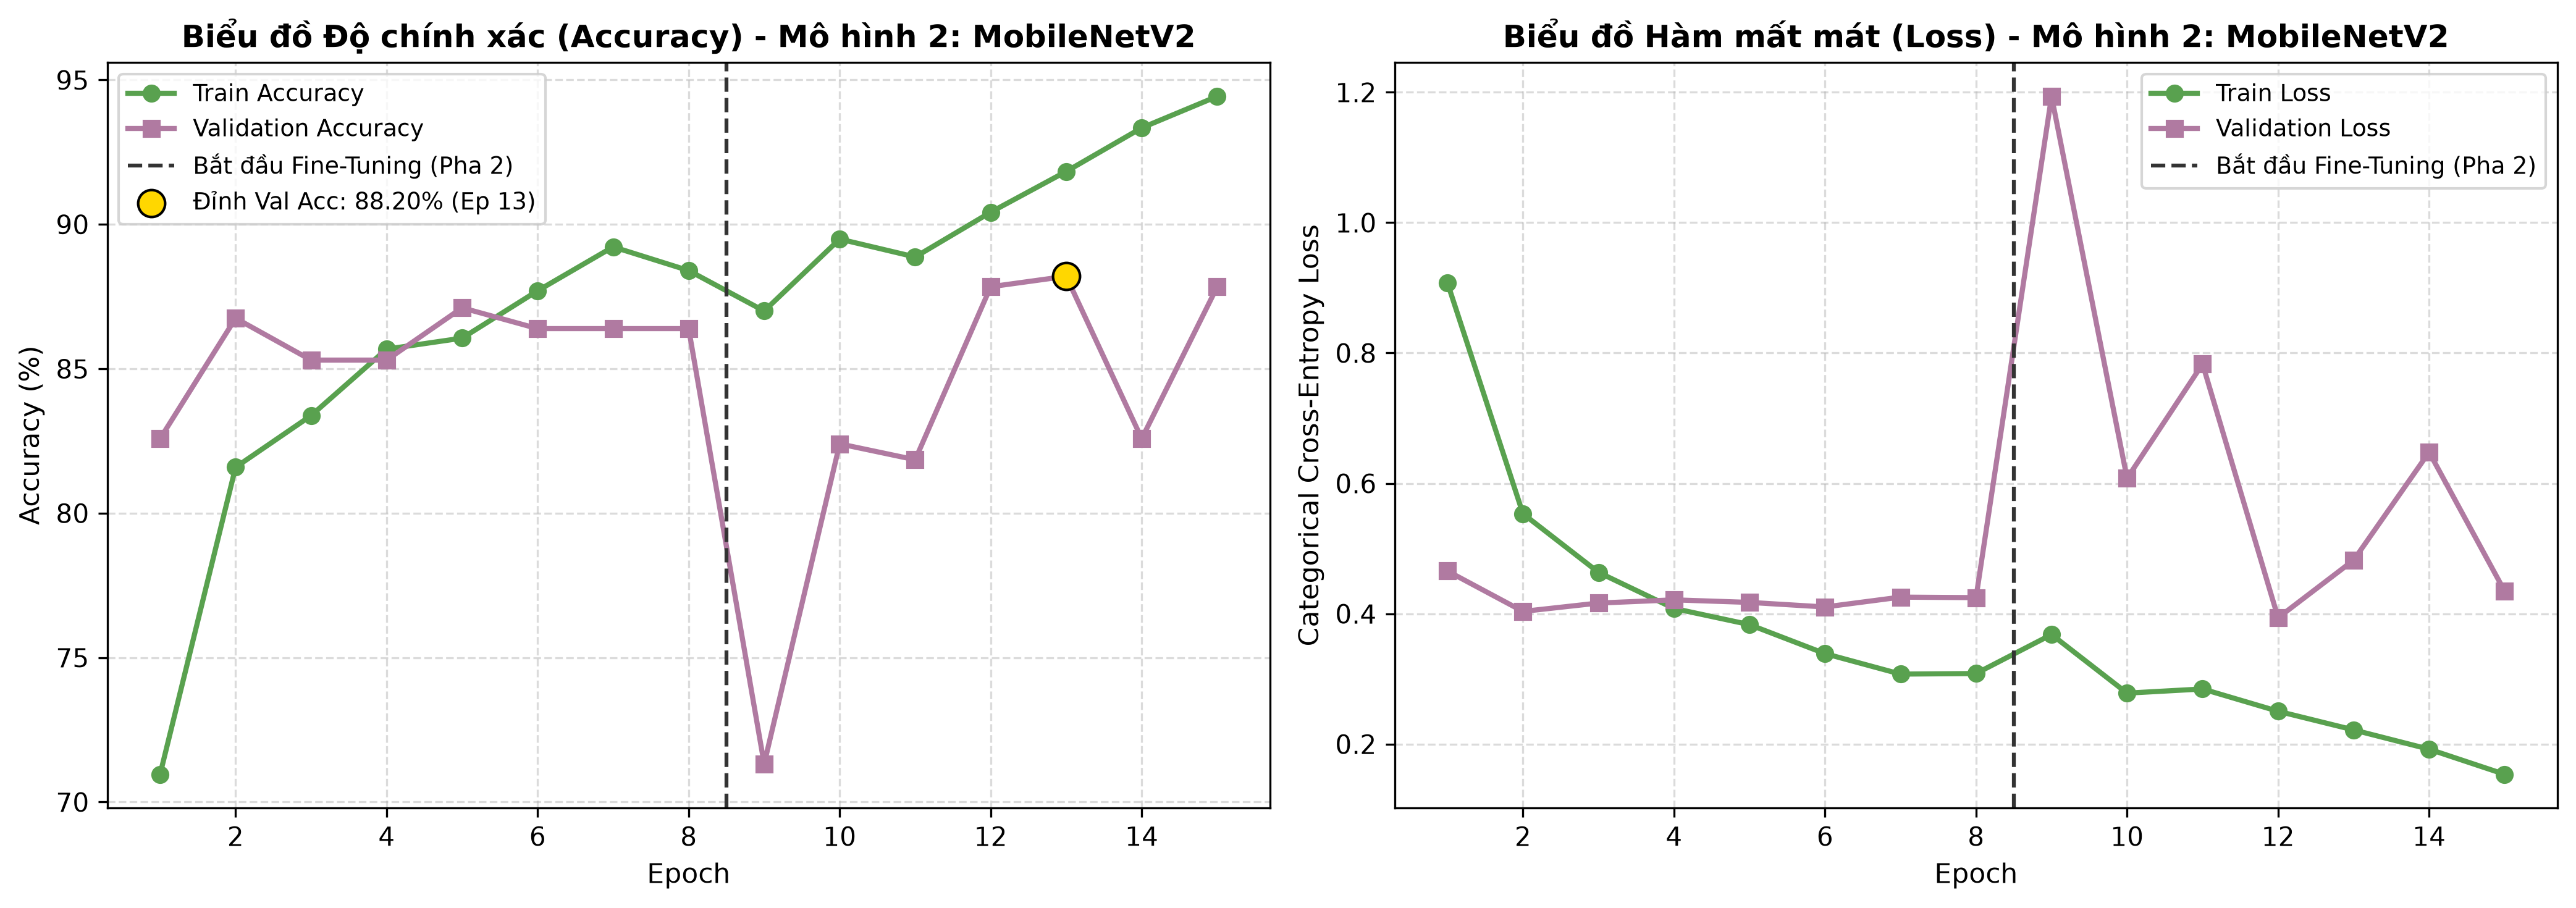 Biểu đồ Độ chính xác (Accuracy) - Mô hình 2: MobileNetV2
Train Accuracy
Validation Accuracy
Bắt đầu Fine-Tuning (Pha 2)
Đỉnh Val Acc: 88.20% (Ep 13)
Accuracy (%)
95
90
85
80
75
70
2 4 6 8 10 12 14
Epoch
Biểu đồ Hàm mất mát (Loss) - Mô hình 2: MobileNetV2
Train Loss
Validation Loss
Bắt đầu Fine-Tuning (Pha 2)
Categorical Cross-Entropy Loss
1.2
1.0
0.8
0.6
0.4
0.2
2 4 6 8 10 12 14
Epoch